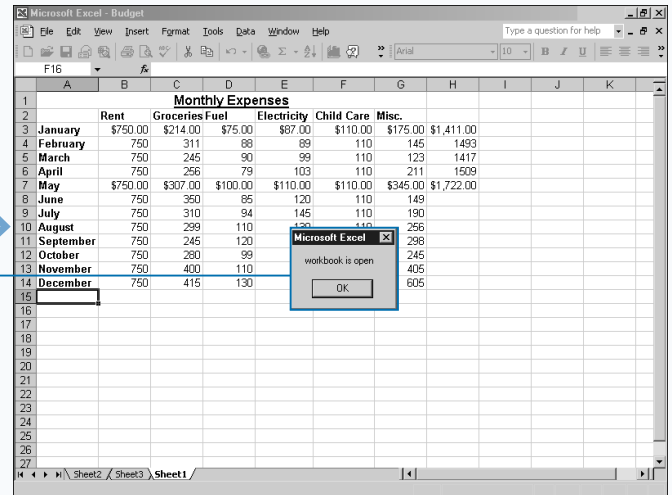 Microsoft Excel - Budget
File Edit View Insert Format Tools Data Window Help Type a question for help
Arial 10 B I U
F16 fx
A B C D E F G H I J K
1 Monthly Expenses
2 Rent Groceries Fuel Electricity Child Care Misc.
3 January $750.00 $214.00 $75.00 $87.00 $110.00 $175.00 $1,411.00
4 February 750 311 88 89 110 145 1493
5 March 750 245 90 99 110 123 1417
6 April 750 256 79 103 110 211 1509
7 May $750.00 $307.00 $100.00 $110.00 $110.00 $345.00 $1,722.00
8 June 750 350 85 120 110 149
9 July 750 310 94 145 110 190
10 August 750 299 110 256
11 September 750 245 120 298
Microsoft Excel
12 October 750 280 99 245
workbook is open
13 November 750 400 110 405
14 December 750 415 130 605
OK
15
16
17
18
19
20
21
22
23
24
25
26
27
Sheet2 Sheet3 Sheet1